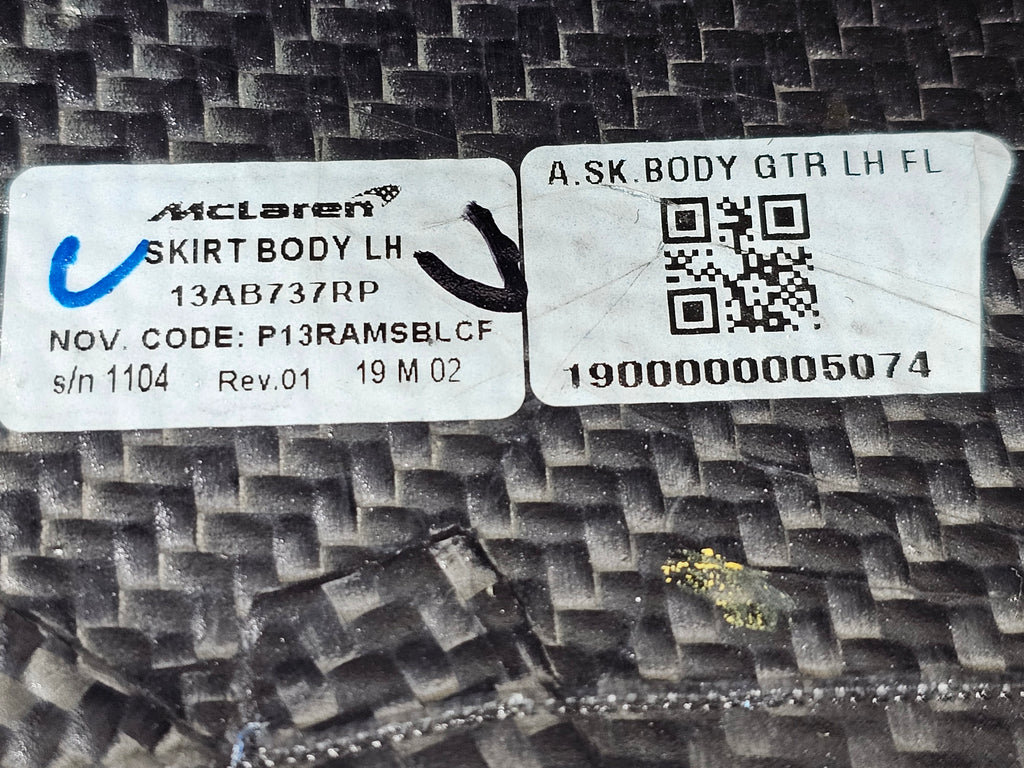 McLaren
SKIRT BODY LH
13AB737RP
NOV. CODE: P13RAMSBLCF
s/n 1104 Rev.01 19 M 02
A.SK.BODY GTR LH FL
1900000005074